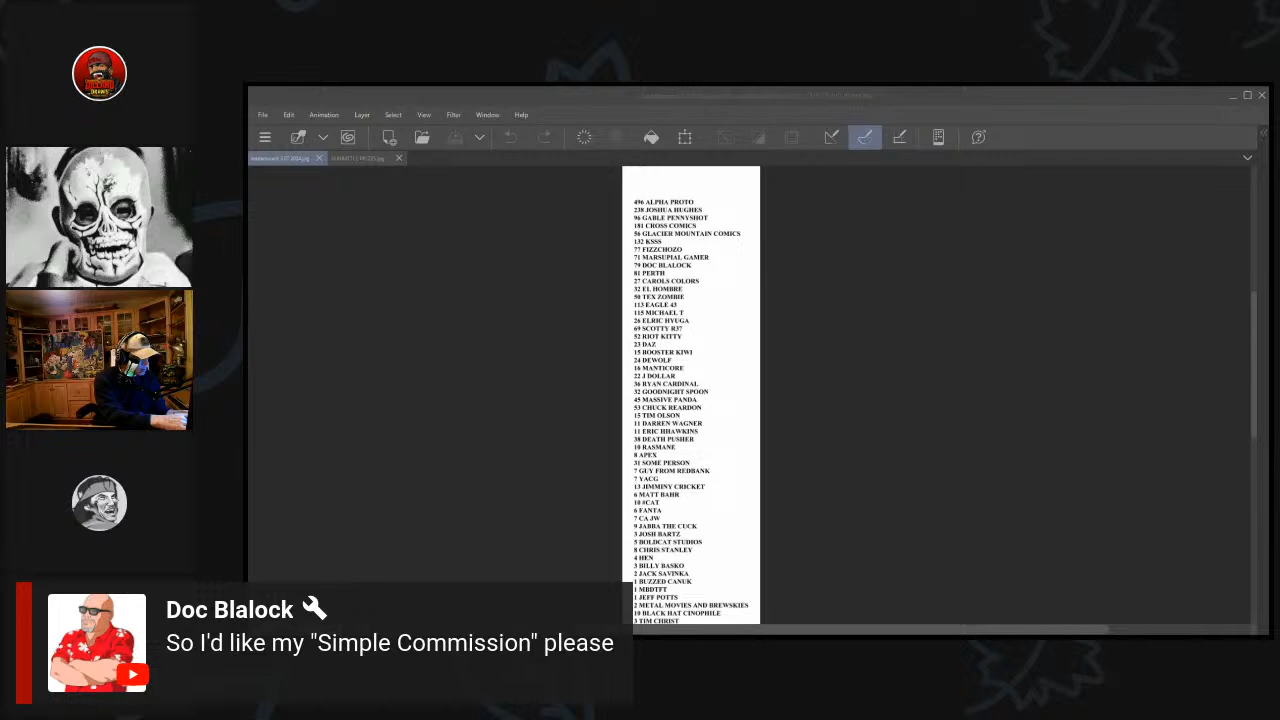 File Edit Animation Layer Select View Filter Window Help
496 ALPHA PROTO
238 JOSHUA HUGHES
96 GABLE PENNYSHOT
181 CROSS COMICS
56 GLACIER MOUNTAIN COMICS
132 KSSS
77 FIZZCHOZO
71 MARSUPIAL GAMER
79 DOC BLALOCK
81 PERTH
27 CAROLS COLORS
32 EL HOMBRE
50 TEX ZOMBIE
113 EAGLE 43
115 MICHAEL T
26 ELRIC HYUGA
69 SCOTTY R37
52 RIOT KITTY
23 DAZ
15 BOOSTER KIWI
24 DEWOLF
16 MANTICORE
22 J DOLLAR
36 RYAN CARDINAL
32 GOODNIGHT SPOON
45 MASSIVE PANDA
53 CHUCK REARDON
15 TIM OLSON
11 DARREN WAGNER
11 ERIC HHAWKINS
38 DEATH PUSHER
10 RASMANE
8 APEX
31 SOME PERSON
7 GUY FROM REDBANK
7 YACG
13 JIMMINY CRICKET
6 MATT BAHR
10 #CAT
6 FANTA
7 CA JW
9 JABBA THE CUCK
3 JOSH BARTZ
5 BOLDCAT STUDIOS
8 CHRIS STANLEY
4 HEN
3 BILLY BASKO
2 JACK SAVINKA
1 BUZZED CANUK
1 MBDTFT
1 JEFF POTTS
2 METAL MOVIES AND BREWSKIES
10 BLACK HAT CINOPHILE
3 TIM CHRIST
Doc Blalock
So I'd like my "Simple Commission" please